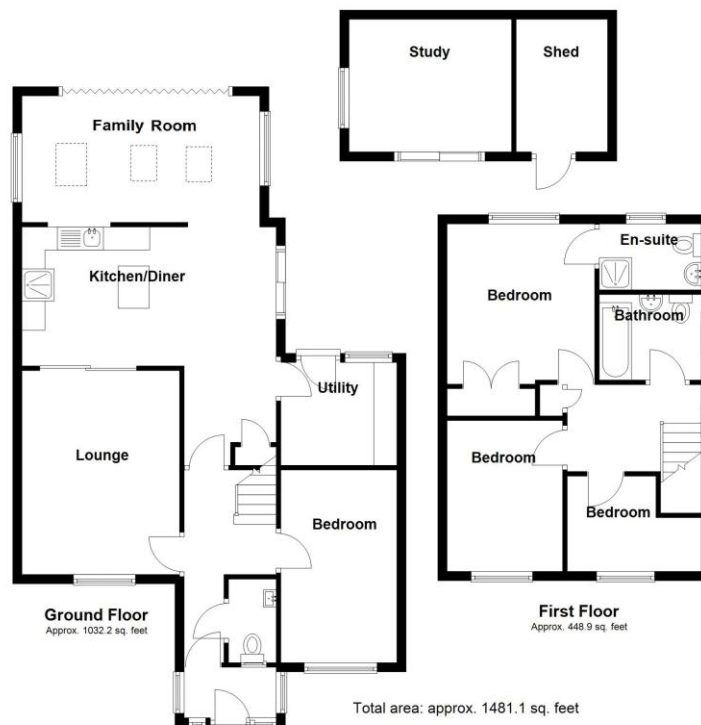 Study
Shed
Family Room
Kitchen/Diner
Utility
Lounge
Bedroom
Ground Floor
Approx. 1032.2 sq. feet
En-suite
Bedroom
Bathroom
Bedroom
Bedroom
First Floor
Approx. 448.9 sq. feet
Total area: approx. 1481.1 sq. feet